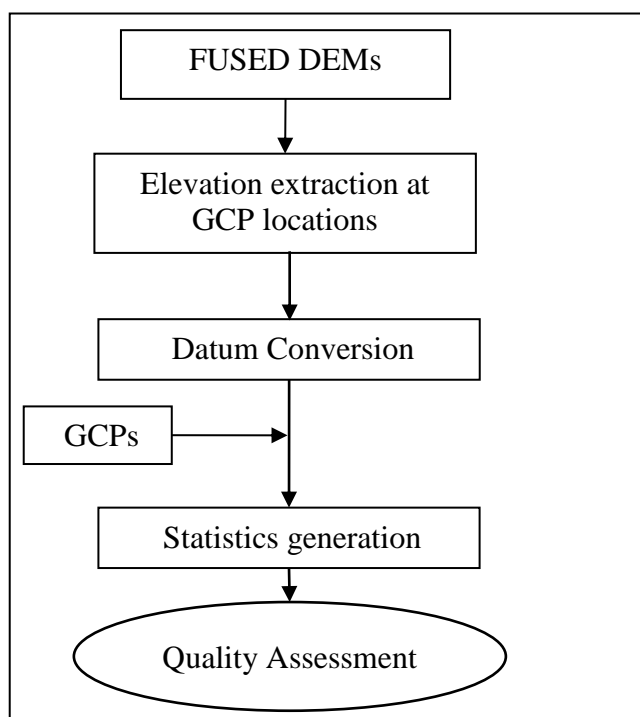 FUSED DEMs
Elevation extraction at
GCP locations
Datum Conversion
GCPs
Statistics generation
Quality Assessment